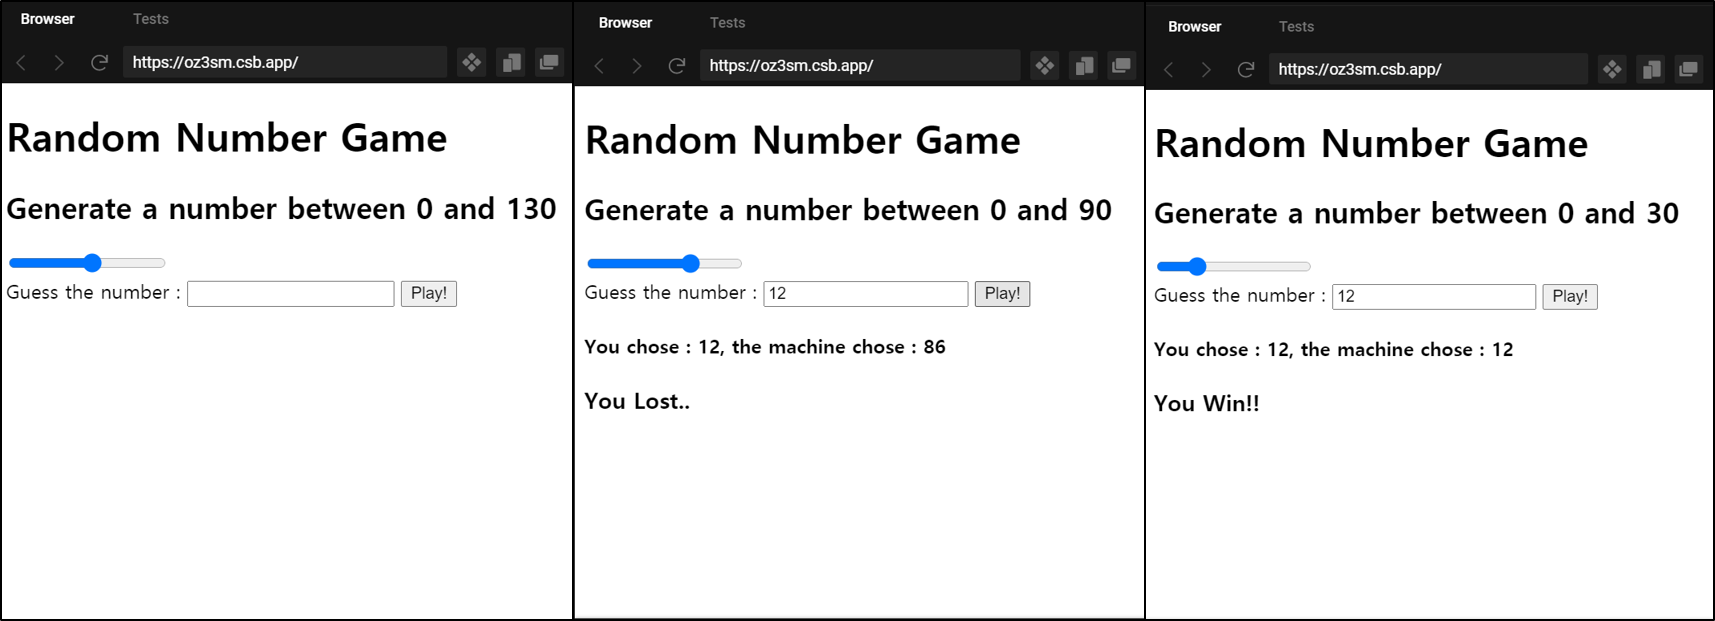 Browser Tests
https://oz3sm.csb.app/
Random Number Game
Generate a number between 0 and 130
Guess the number : Play!
Browser Tests
https://oz3sm.csb.app/
Random Number Game
Generate a number between 0 and 90
Guess the number : 12 Play!
You chose : 12, the machine chose : 86
You Lost..
Browser Tests
https://oz3sm.csb.app/
Random Number Game
Generate a number between 0 and 30
Guess the number : 12 Play!
You chose : 12, the machine chose : 12
You Win!!